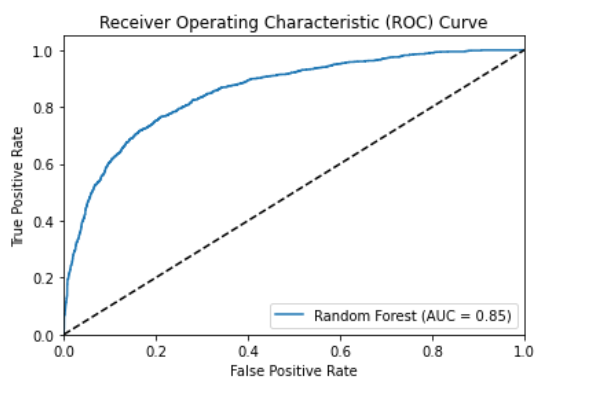 Receiver Operating Characteristic (ROC) Curve
1.0
0.8
0.6
0.4
0.2
0.0
True Positive Rate
Random Forest (AUC = 0.85)
0.0 0.2 0.4 0.6 0.8 1.0
False Positive Rate